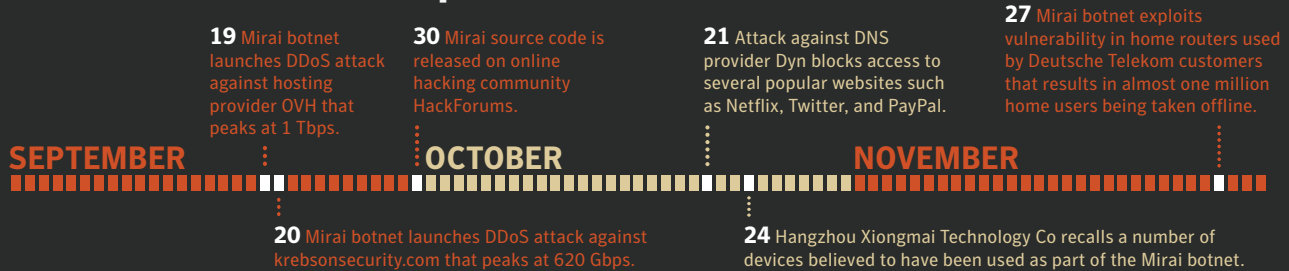 19 Mirai botnet
launches DDoS attack
against hosting
provider OVH that
peaks at 1 Tbps.
30 Mirai source code is
released on online
hacking community
HackForums.
21 Attack against DNS
provider Dyn blocks access to
several popular websites such
as Netflix, Twitter, and PayPal.
27 Mirai botnet exploits
vulnerability in home routers used
by Deutsche Telekom customers
that results in almost one million
home users being taken offline.
SEPTEMBER
OCTOBER
NOVEMBER
20 Mirai botnet launches DDoS attack against
krebsonsecurity.com that peaks at 620 Gbps.
24 Hangzhou Xiongmai Technology Co recalls a number of
devices believed to have been used as part of the Mirai botnet.